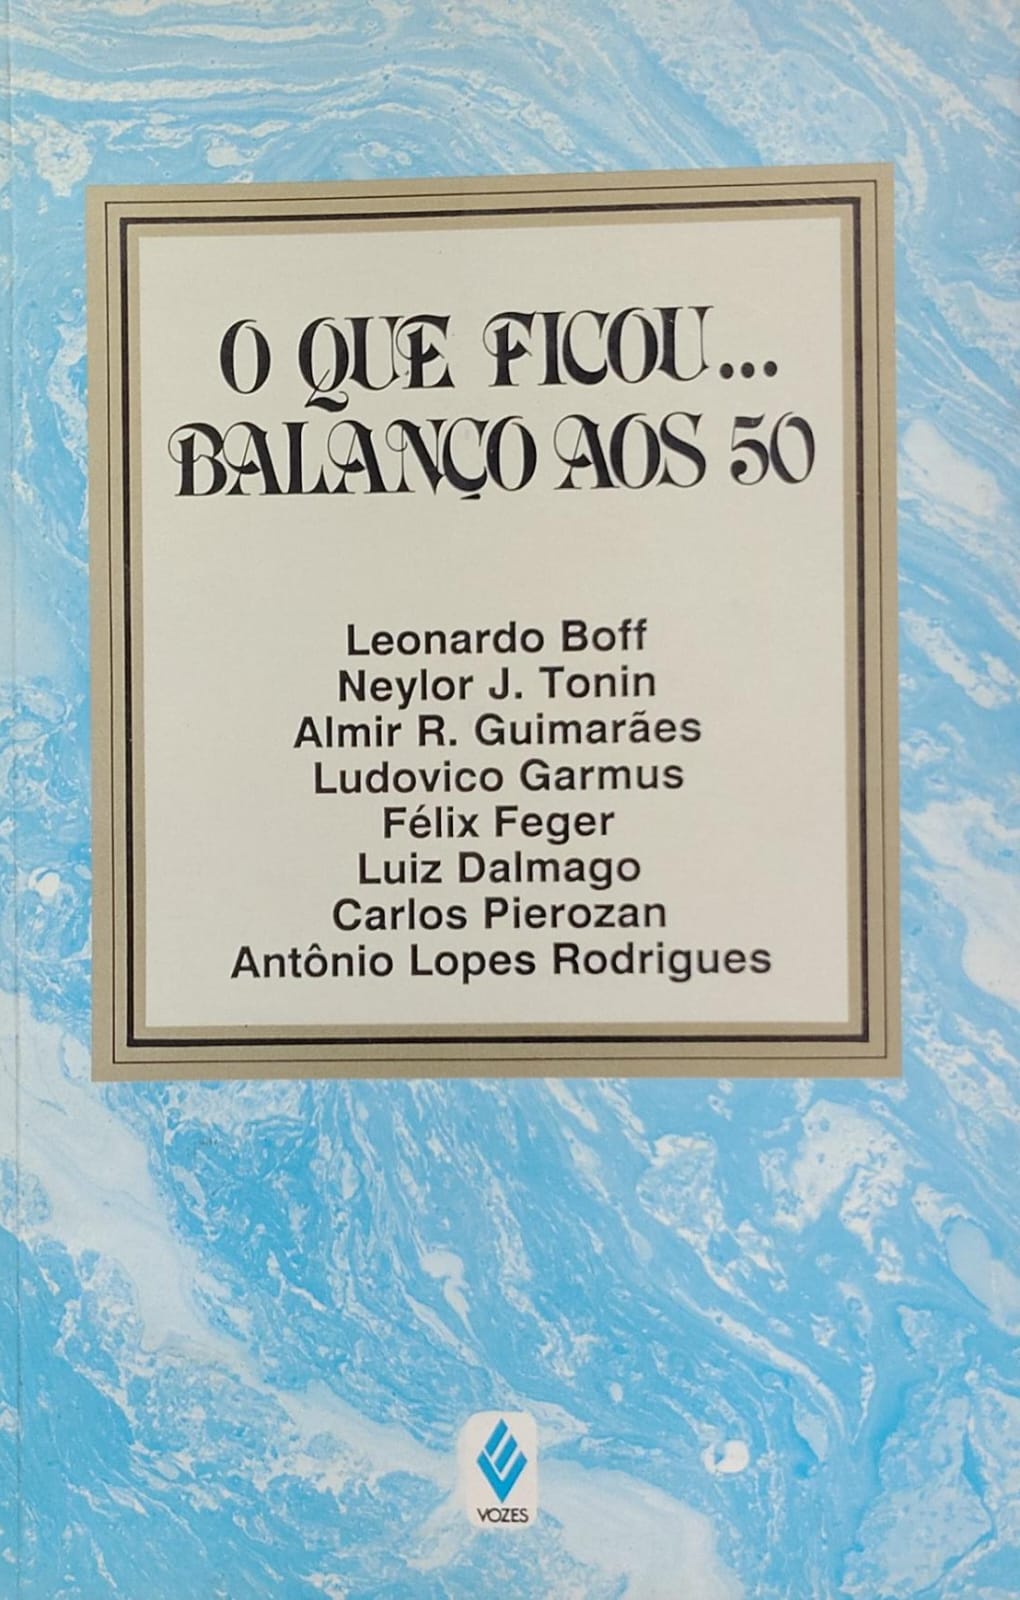 O QUE FICOU...
BALANÇO AOS 50
Leonardo Boff
Neylor J. Tonin
Almir R. Guimarães
Ludovico Garmus
Félix Feger
Luiz Dalmago
Carlos Pierozan
Antônio Lopes Rodrigues
VOZES